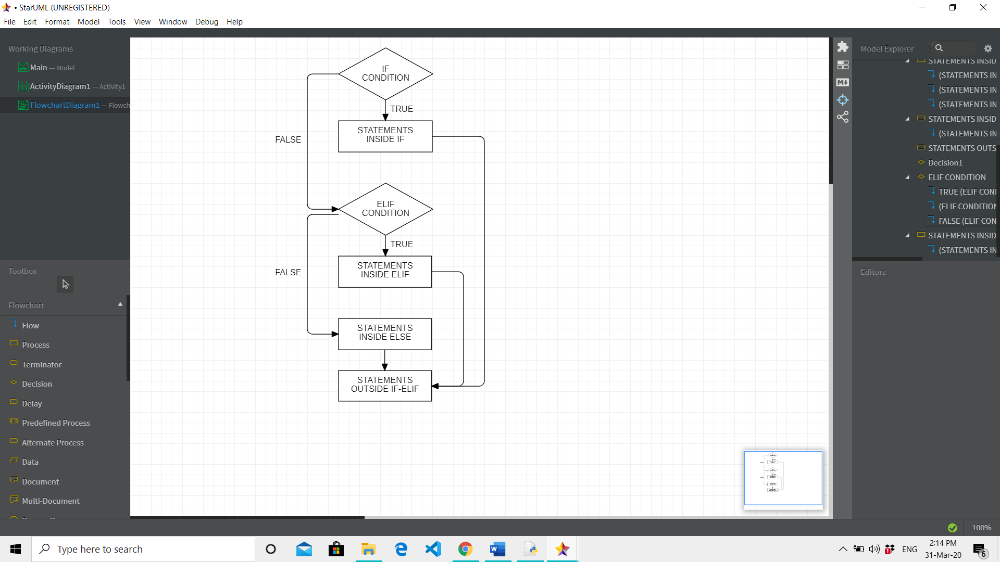 • StarUML (UNREGISTERED)
File Edit Format Model Tools View Window Debug Help
Working Diagrams
Main — Model
ActivityDiagram1 — Activity1
FlowchartDiagram1 — Flowch
Toolbox
Flowchart
Flow
Process
Terminator
Decision
Delay
Predefined Process
Alternate Process
Data
Document
Multi-Document
IF
CONDITION
TRUE
STATEMENTS
INSIDE IF
FALSE
ELIF
CONDITION
TRUE
STATEMENTS
INSIDE ELIF
FALSE
STATEMENTS
INSIDE ELSE
STATEMENTS
OUTSIDE IF-ELIF
M
Model Explorer
STATEMENTS INSID
(STATEMENTS IN
(STATEMENTS IN
(STATEMENTS IN
STATEMENTS INSID
(STATEMENTS IN
STATEMENTS OUTS
Decision1
ELIF CONDITION
TRUE (ELIF CONI
(ELIF CONDITION
FALSE (ELIF CON
STATEMENTS INSID
(STATEMENTS IN
Editors
100%
Type here to search
W
1
ENG
2:14 PM
31-Mar-20
6